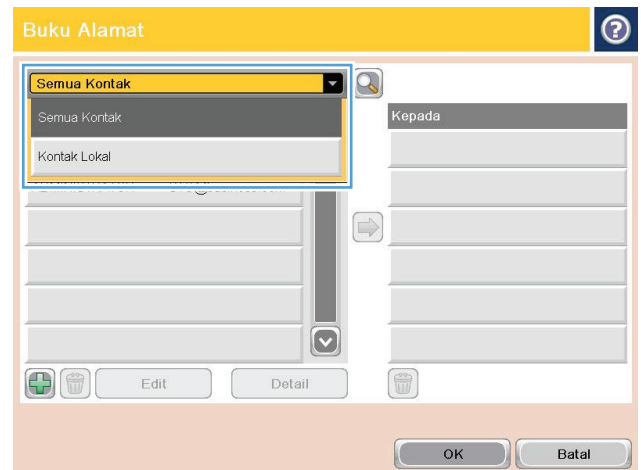 Buku Alamat
?
Semua Kontak
Semua Kontak
Kontak Lokal
Kepada
Edit
Detail
OK
Batal